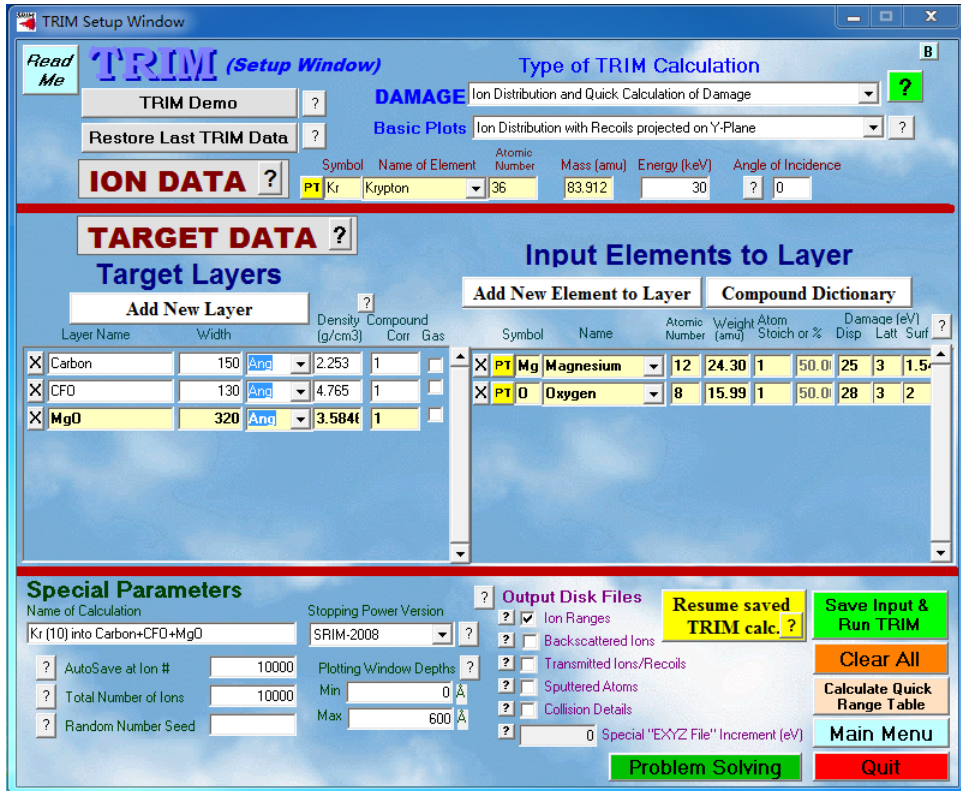 TRIM Setup Window
Read Me
TRIM (Setup Window)
Type of TRIM Calculation
B
TRIM Demo ?
DAMAGE Ion Distribution and Quick Calculation of Damage ?
Restore Last TRIM Data ?
Basic Plots Ion Distribution with Recoils projected on Y-Plane ?
ION DATA ?
Symbol Name of Element Atomic Number Mass (amu) Energy (keV) Angle of Incidence
PT Kr Krypton 36 83.912 30 ? 0
TARGET DATA ?
Target Layers
Input Elements to Layer
Add New Layer ?
Add New Element to Layer Compound Dictionary
Layer Name Width Density (g/cm3) Compound Corr Gas
Symbol Name Atomic Number Weight (amu) Atom Stoich or % Damage (eV) Disp Latt Surf ?
X Carbon 150 Ang 2.253 1
X PT Mg Magnesium 12 24.30 1 50.0 25 3 1.54
X CFO 130 Ang 4.765 1
X PT O Oxygen 8 15.99 1 50.0 28 3 2
X MgO 320 Ang 3.5846 1
Special Parameters
Name of Calculation
Kr (10) into Carbon+CFO+MgO
Stopping Power Version
SRIM-2008 ?
? AutoSave at Ion # 10000
? Total Number of Ions 10000
? Random Number Seed
Plotting Window Depths ?
Min 0 Å
Max 600 Å
? Output Disk Files
? Ion Ranges
? Backscattered Ions
? Transmitted Ions/Recoils
? Sputtered Atoms
? Collision Details
? 0 Special "EXYZ File" Increment (eV)
Resume saved
TRIM calc. ?
Save Input &
Run TRIM
Clear All
Calculate Quick
Range Table
Main Menu
Problem Solving
Quit